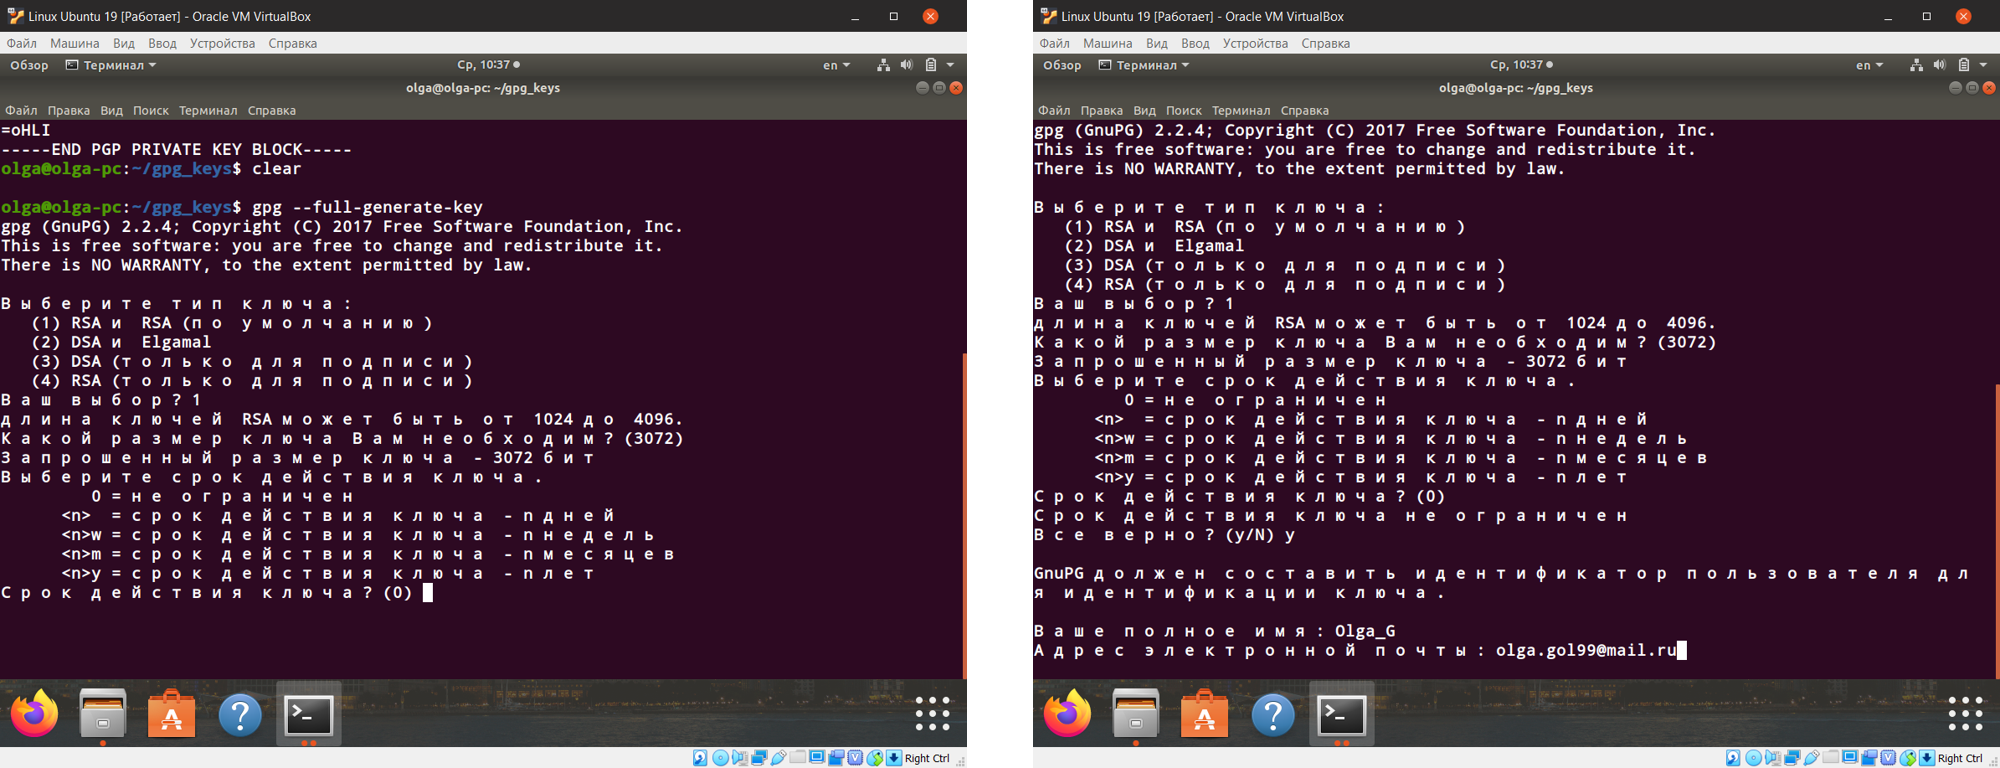 Linux Ubuntu 19 [Работает] - Oracle VM VirtualBox
Файл Машина Вид Ввод Устройства Справка
Обзор Терминал Ср, 10:37 en
olga@olga-pc: ~/gpg_keys
Файл Правка Вид Поиск Терминал Справка
=oHLI
-----END PGP PRIVATE KEY BLOCK-----
olga@olga-pc:~/gpg_keys$ clear
olga@olga-pc:~/gpg_keys$ gpg --full-generate-key
gpg (GnuPG) 2.2.4; Copyright (C) 2017 Free Software Foundation, Inc.
This is free software: you are free to change and redistribute it.
There is NO WARRANTY, to the extent permitted by law.
Выберите тип ключа:
(1) RSA и RSA (по умолчанию)
(2) DSA и Elgamal
(3) DSA (только для подписи)
(4) RSA (только для подписи)
Ваш выбор? 1
длина ключей RSA может быть от 1024 до 4096.
Какой размер ключа Вам необходим? (3072)
Запрошенный размер ключа - 3072 бит
Выберите срок действия ключа.
0 = не ограничен
<n> = срок действия ключа - n дней
<n>w = срок действия ключа - n недель
<n>m = срок действия ключа - n месяцев
<n>y = срок действия ключа - n лет
Срок действия ключа? (0)
Right Ctrl
Linux Ubuntu 19 [Работает] - Oracle VM VirtualBox
Файл Машина Вид Ввод Устройства Справка
Обзор Терминал Ср, 10:37 en
olga@olga-pc: ~/gpg_keys
Файл Правка Вид Поиск Терминал Справка
gpg (GnuPG) 2.2.4; Copyright (C) 2017 Free Software Foundation, Inc.
This is free software: you are free to change and redistribute it.
There is NO WARRANTY, to the extent permitted by law.
Выберите тип ключа:
(1) RSA и RSA (по умолчанию)
(2) DSA и Elgamal
(3) DSA (только для подписи)
(4) RSA (только для подписи)
Ваш выбор? 1
длина ключей RSA может быть от 1024 до 4096.
Какой размер ключа Вам необходим? (3072)
Запрошенный размер ключа - 3072 бит
Выберите срок действия ключа.
0 = не ограничен
<n> = срок действия ключа - n дней
<n>w = срок действия ключа - n недель
<n>m = срок действия ключа - n месяцев
<n>y = срок действия ключа - n лет
Срок действия ключа? (0)
Срок действия ключа не ограничен
Все верно? (y/N) y
GnuPG должен составить идентификатор пользователя дл
я идентификации ключа.
Ваше полное имя: Olga_G
Адрес электронной почты: olga.gol99@mail.ru
Right Ctrl